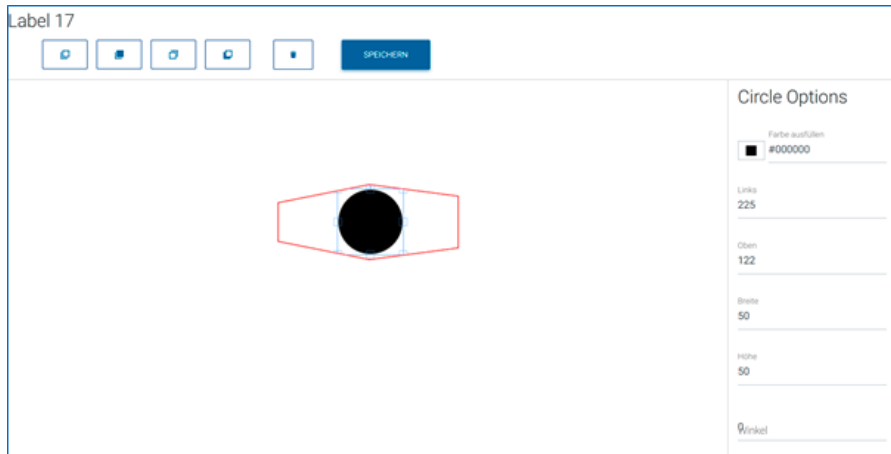 Label 17
SPEICHERN
Circle Options
Farbe ausfüllen
#000000
Links
225
Oben
122
Breite
50
Höhe
50
0
Winkel